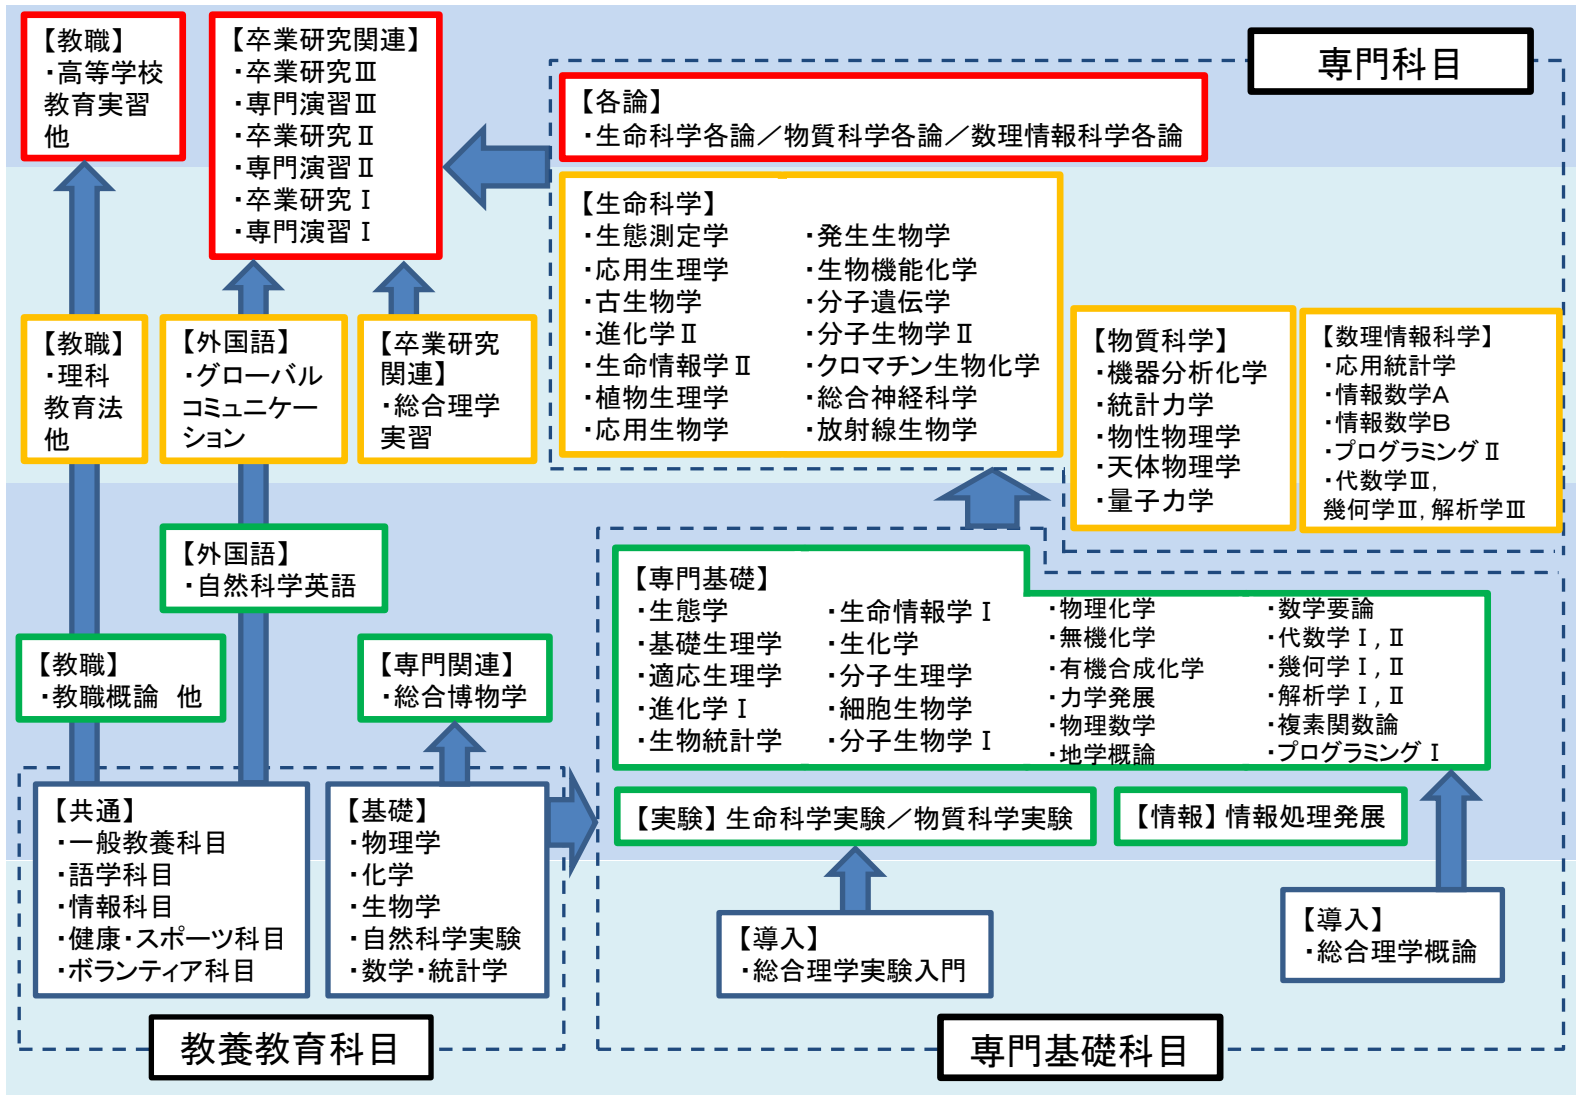 【教職】
・高等学校
教育実習
他
【卒業研究関連】
・卒業研究Ⅲ
・専門演習Ⅲ
・卒業研究Ⅱ
・専門演習Ⅱ
・卒業研究Ⅰ
・専門演習Ⅰ
専門科目
【各論】
・生命科学各論／物質科学各論／数理情報科学各論
【生命科学】
・生態測定学
・応用生理学
・古生物学
・進化学Ⅱ
・生命情報学Ⅱ
・植物生理学
・応用生物学
・発生生物学
・生物機能化学
・分子遺伝学
・分子生物学Ⅱ
・クロマチン生物化学
・総合神経科学
・放射線生物学
【物質科学】
・機器分析化学
・統計力学
・物性物理学
・天体物理学
・量子力学
【数理情報科学】
・応用統計学
・情報数学A
・情報数学B
・プログラミングⅡ
・代数学Ⅲ,
幾何学Ⅲ,解析学Ⅲ
【教職】
・理科
教育法
他
【外国語】
・グローバル
コミュニケー
ション
【卒業研究
関連】
・総合理学
実習
【外国語】
・自然科学英語
【教職】
・教職概論 他
【専門関連】
・総合博物学
【専門基礎】
・生態学
・基礎生理学
・適応生理学
・進化学Ⅰ
・生物統計学
・生命情報学Ⅰ
・生化学
・分子生理学
・細胞生物学
・分子生物学Ⅰ
・物理化学
・無機化学
・有機合成化学
・力学発展
・物理数学
・地学概論
・数学要論
・代数学Ⅰ,Ⅱ
・幾何学Ⅰ,Ⅱ
・解析学Ⅰ,Ⅱ
・複素関数論
・プログラミングⅠ
【実験】生命科学実験／物質科学実験
【情報】情報処理発展
【共通】
・一般教養科目
・語学科目
・情報科目
・健康・スポーツ科目
・ボランティア科目
【基礎】
・物理学
・化学
・生物学
・自然科学実験
・数学・統計学
【導入】
・総合理学実験入門
【導入】
・総合理学概論
教養教育科目
専門基礎科目